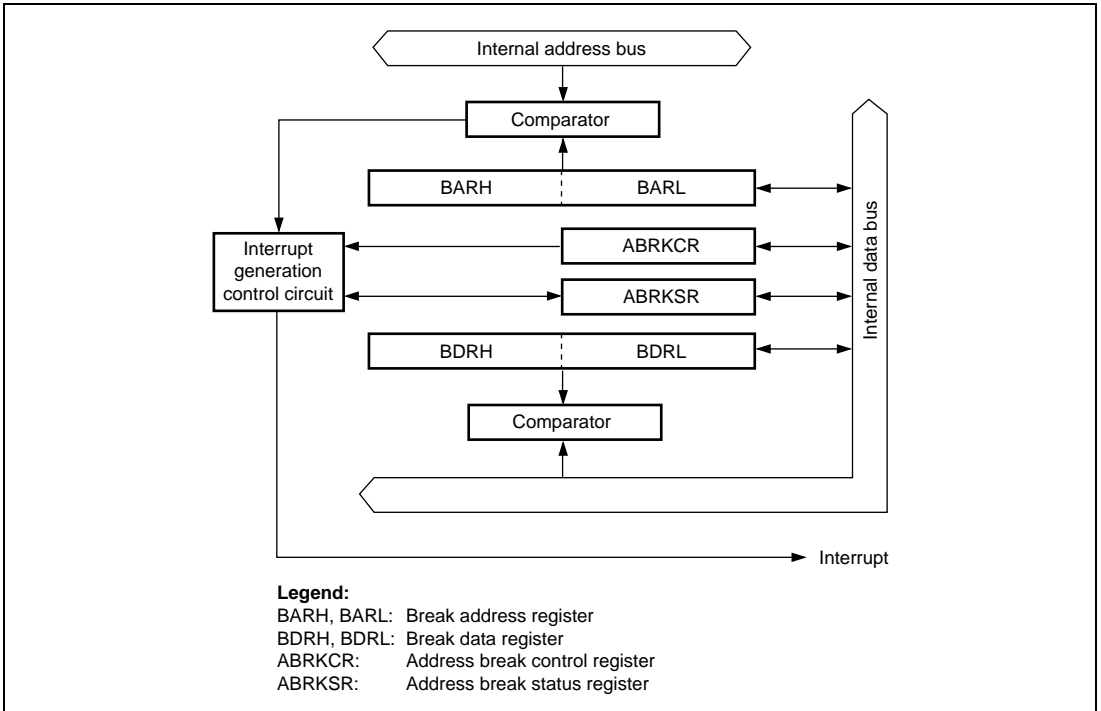 Internal address bus
Comparator
BARH BARL
ABRKCR
Interrupt
generation
control circuit
ABRKSR
Internal data bus
BDRH BDRL
Comparator
Interrupt
Legend:
BARH, BARL: Break address register
BDRH, BDRL: Break data register
ABRKCR: Address break control register
ABRKSR: Address break status register